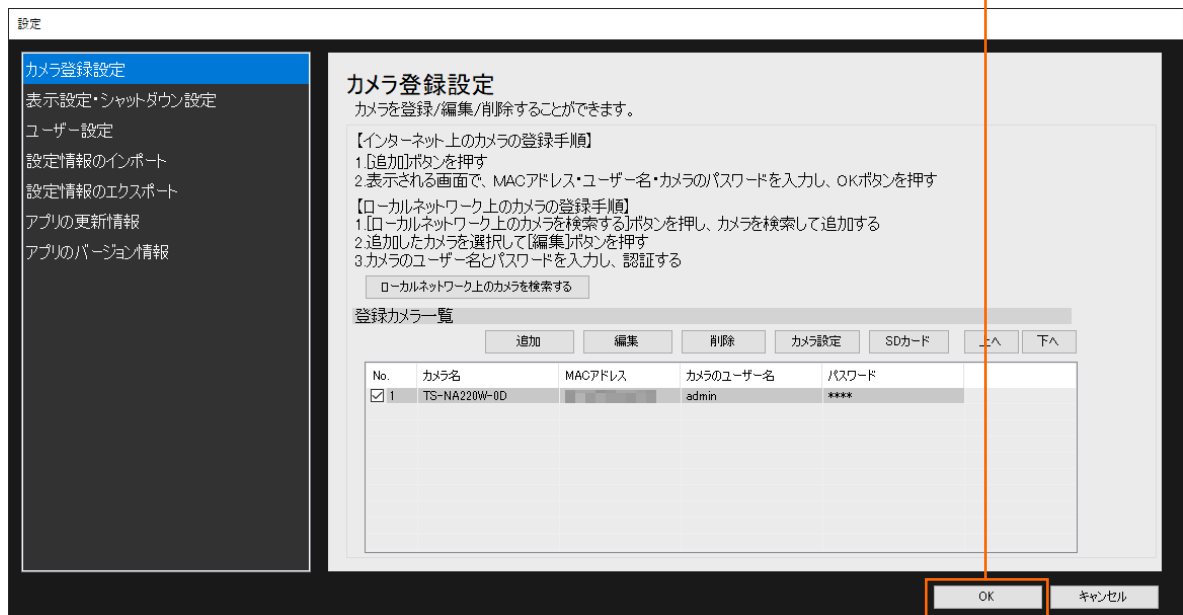 設定
カメラ登録設定
表示設定・シャットダウン設定
ユーザー設定
設定情報のインポート
設定情報のエクスポート
アプリの更新情報
アプリのバージョン情報
カメラ登録設定
カメラを登録/編集/削除することができます。
【インターネット上のカメラの登録手順】
1.[追加]ボタンを押す
2.表示される画面で、MACアドレス・ユーザー名・カメラのパスワードを入力し、OKボタンを押す
【ローカルネットワーク上のカメラの登録手順】
1.[ローカルネットワーク上のカメラを検索する]ボタンを押し、カメラを検索して追加する
2.追加したカメラを選択して[編集]ボタンを押す
3.カメラのユーザー名とパスワードを入力し、認証する
ローカルネットワーク上のカメラを検索する
登録カメラ一覧
追加 編集 削除 カメラ設定 SDカード 上へ 下へ
No. カメラ名 MACアドレス カメラのユーザー名 パスワード
1 TS-NA220W-0D admin ****
OK キャンセル